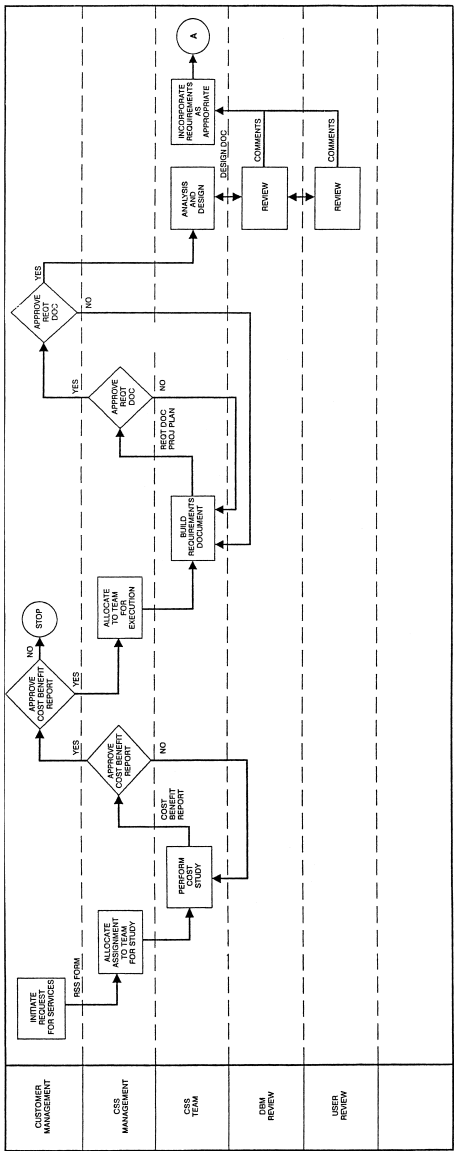 CUSTOMER
MANAGEMENT
CSS
MANAGEMENT
CSS
TEAM
DBM
REVIEW
USER
REVIEW
INITIATE
REQUEST
FOR SERVICES
RSS FORM
ALLOCATE
ASSIGNMENT
TO TEAM
FOR STUDY
PERFORM
COST
STUDY
COST
BENEFIT
REPORT
APPROVE
COST BENEFIT
REPORT
YES
NO
APPROVE
COST BENEFIT
REPORT
NO
STOP
YES
ALLOCATE
TO TEAM
FOR
EXECUTION
BUILD
REQUIREMENTS
DOCUMENT
REQT DOC
PROJ PLAN
APPROVE
REQT
DOC
YES
NO
APPROVE
REQT
DOC
YES
NO
ANALYSIS
AND
DESIGN
DESIGN DOC
REVIEW
COMMENTS
REVIEW
COMMENTS
INCORPORATE
REQUIREMENTS
AS
APPROPRIATE
A